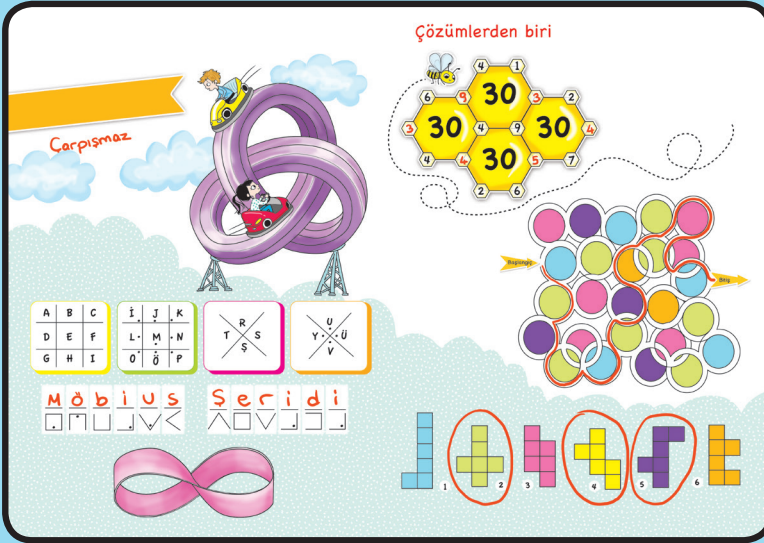 Çözümlerden biri
Çarpışmaz
4 1
6 9 30 3 2
3 30 4 9 30 4
4 4 30 5 7
2 6
Başlangıç
Bitiş
A B C
D E F
G H I
İ J K
L M N
O Ö P
R
T S
Ş
U
Y Ü
V
Möbius Şeridi
1 2 3 4 5 6